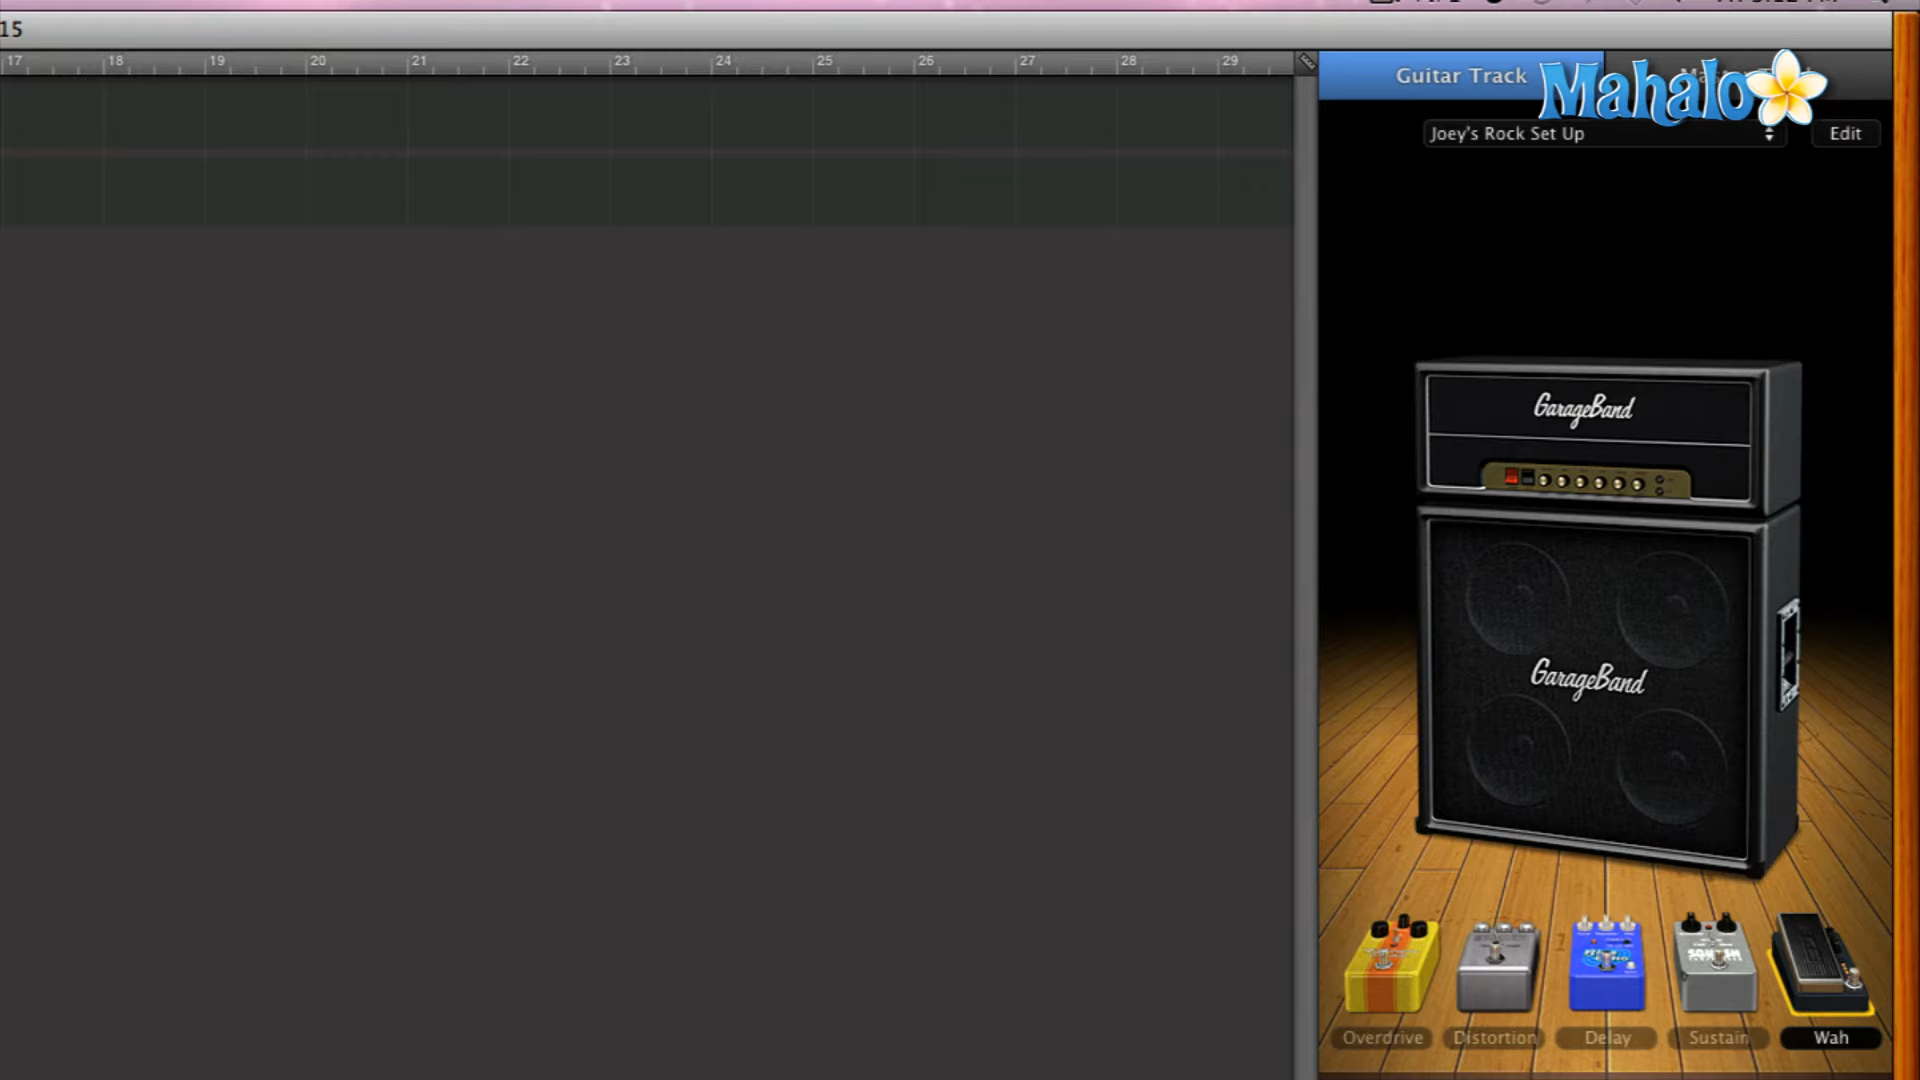 15
17 18 19 20 21 22 23 24 25 26 27 28 29
Guitar Track
Mahalo
Joey's Rock Set Up
Edit
GarageBand
GarageBand
SQUASH
Overdrive Distortion Delay Sustain Wah